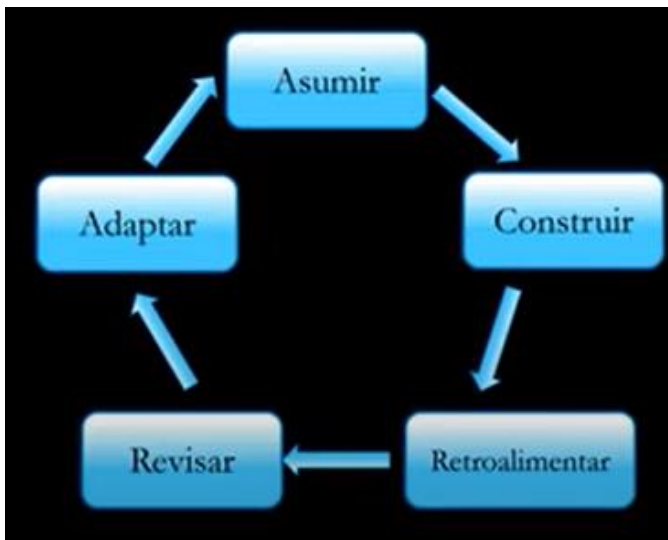 Asumir
Construir
Retroalimentar
Revisar
Adaptar